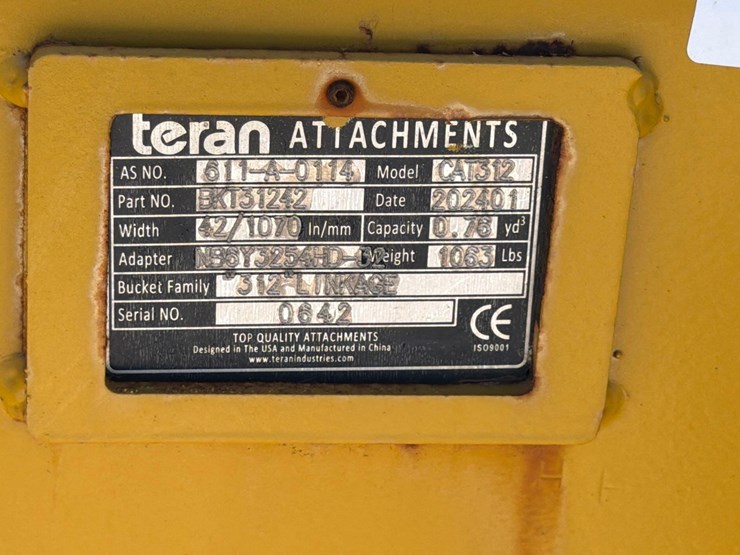 teran ATTACHMENTS
AS NO. 611-A-0114 Model CAT312
Part NO. BKT31242 Date 202401
Width 42/1070 In/mm Capacity 0.76 yd³
Adapter Weight 1063 Lbs
Bucket Family "312"LINKAGE
Serial NO. 0642
CE
ISO9001
TOP QUALITY ATTACHMENTS
Designed in The USA and Manufactured in China
www.teranindustries.com